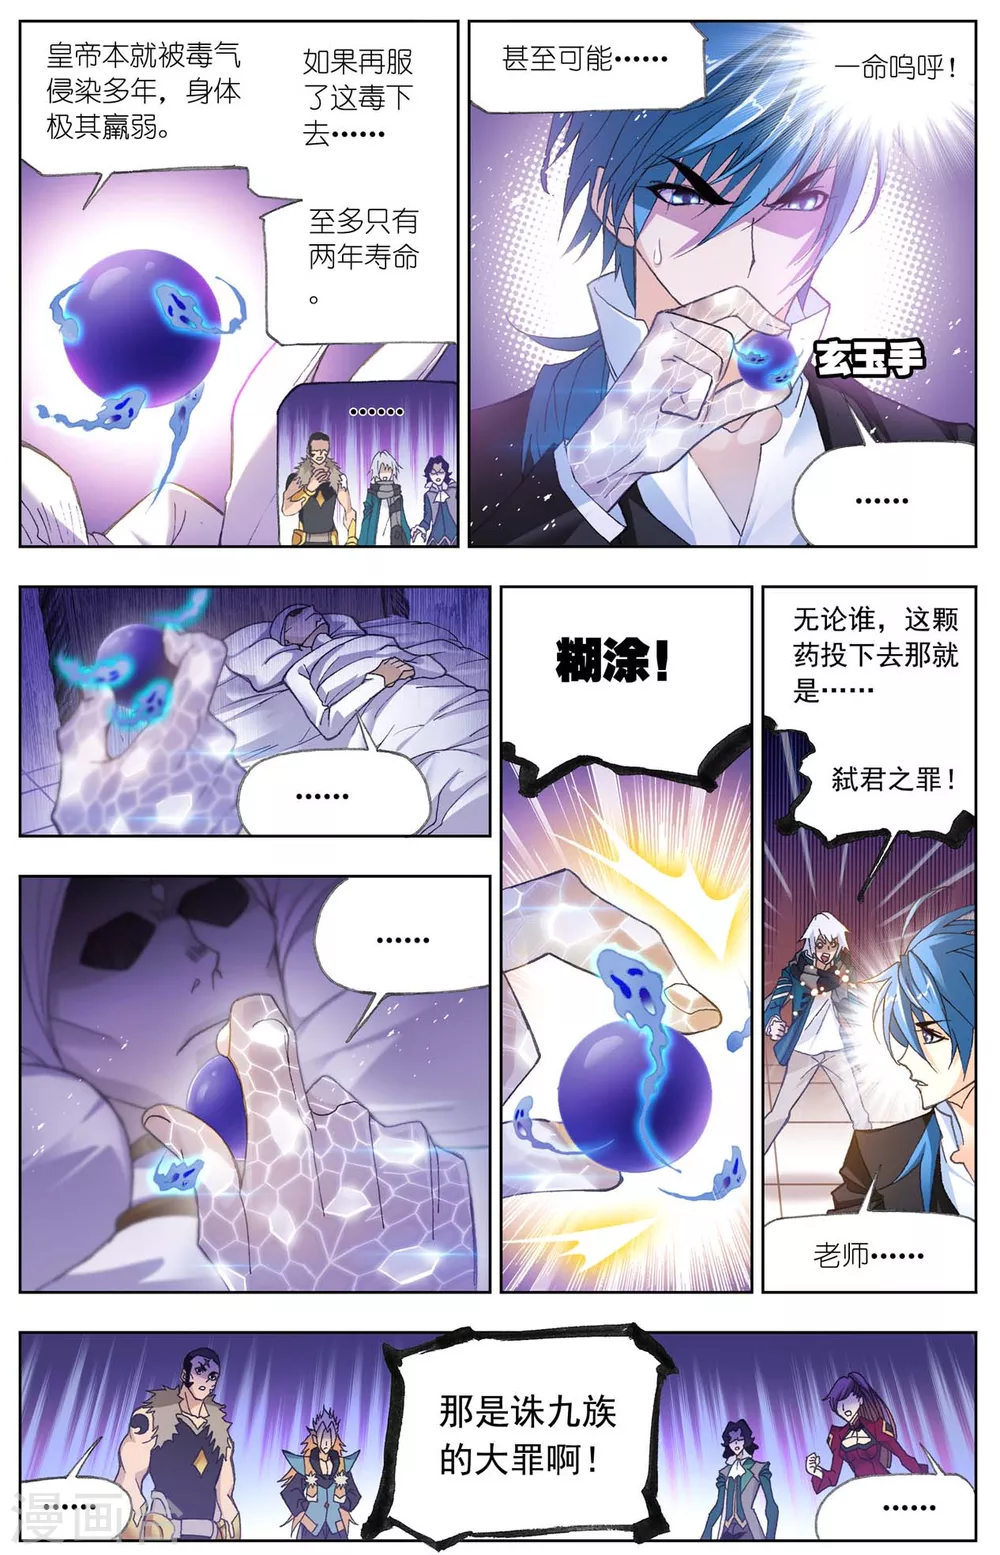 皇帝本就被毒气
侵染多年，身体
极其羸弱。
如果再服
了这毒下
去……
至多只有
两年寿命
。
……
甚至可能……
一命呜呼！
玄玉手
……
……
……
糊涂！
无论谁，这颗
药投下去那就
是……
弑君之罪！
老师……
……
那是诛九族
的大罪啊！
……
漫画台